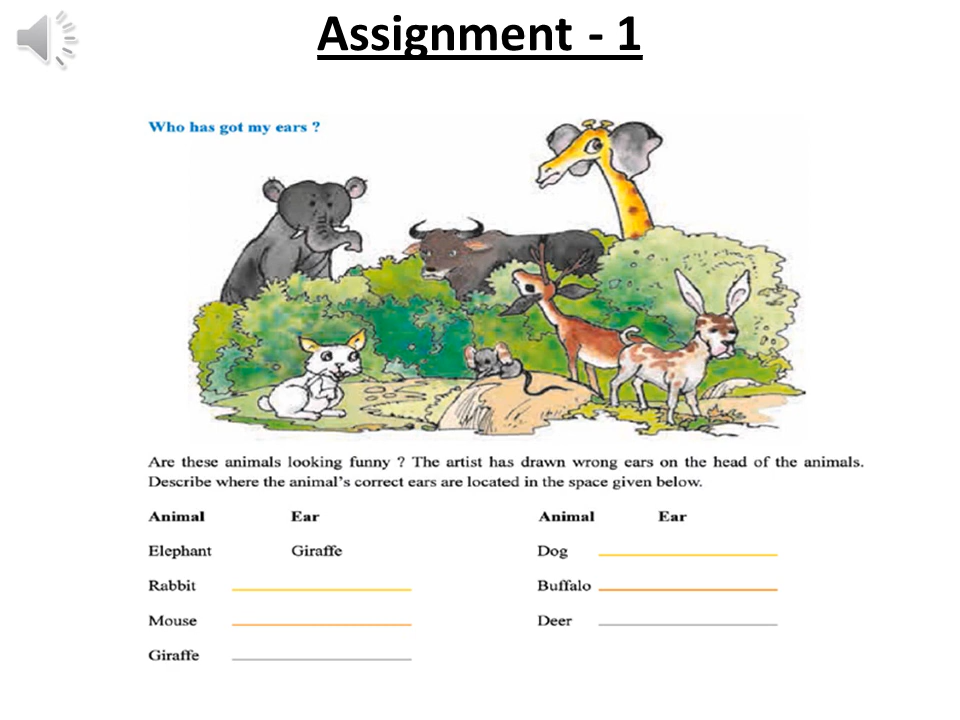 Assignment - 1
Who has got my ears ?
Are these animals looking funny ? The artist has drawn wrong ears on the head of the animals.
Describe where the animal's correct ears are located in the space given below.
Animal Ear Animal Ear
Elephant Giraffe Dog
Rabbit Buffalo
Mouse Deer
Giraffe